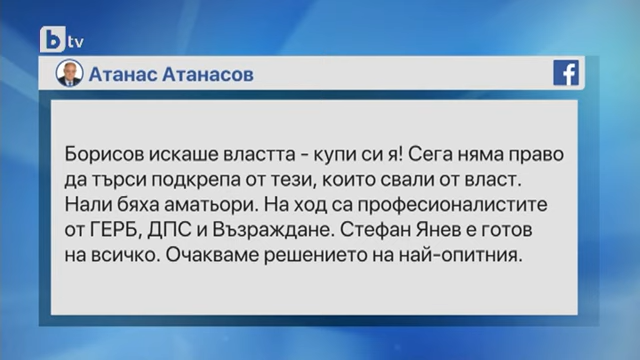 btv
Атанас Атанасов
Борисов искаше властта - купи си я! Сега няма право
да търси подкрепа от тези, които свали от власт.
Нали бяха аматьори. На ход са професионалистите
от ГЕРБ, ДПС и Възраждане. Стефан Янев е готов
на всичко. Очакваме решението на най-опитния.